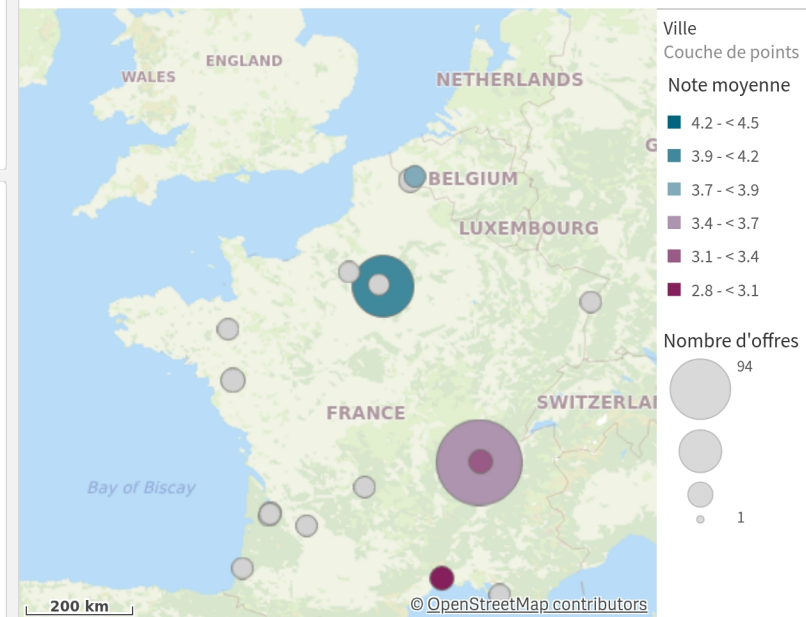 ENGLAND
WALES
NETHERLANDS
G
BELGIUM
LUXEMBOURG
FRANCE
SWITZERLAN
Bay of Biscay
200 km
© OpenStreetMap contributors
Ville
Couche de points
Note moyenne
4.2 - < 4.5
3.9 - < 4.2
3.7 - < 3.9
3.4 - < 3.7
3.1 - < 3.4
2.8 - < 3.1
Nombre d'offres
94
1